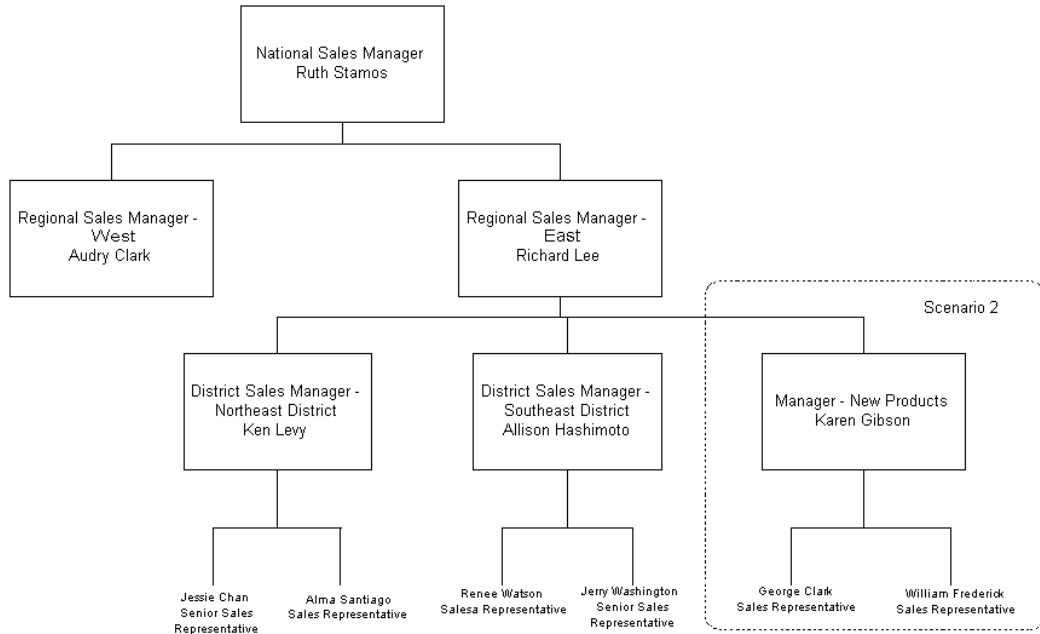 National Sales Manager
Ruth Stamos
Regional Sales Manager -
West
Audry Clark
Regional Sales Manager -
East
Richard Lee
Scenario 2
District Sales Manager -
Northeast District
Ken Levy
District Sales Manager -
Southeast District
Allison Hashimoto
Manager - New Products
Karen Gibson
Jessie Chan
Senior Sales
Representative
Alma Santiago
Sales Representative
Renee Watson
Salesa Representative
Jerry Washington
Senior Sales
Representative
George Clark
Sales Representative
William Frederick
Sales Representative